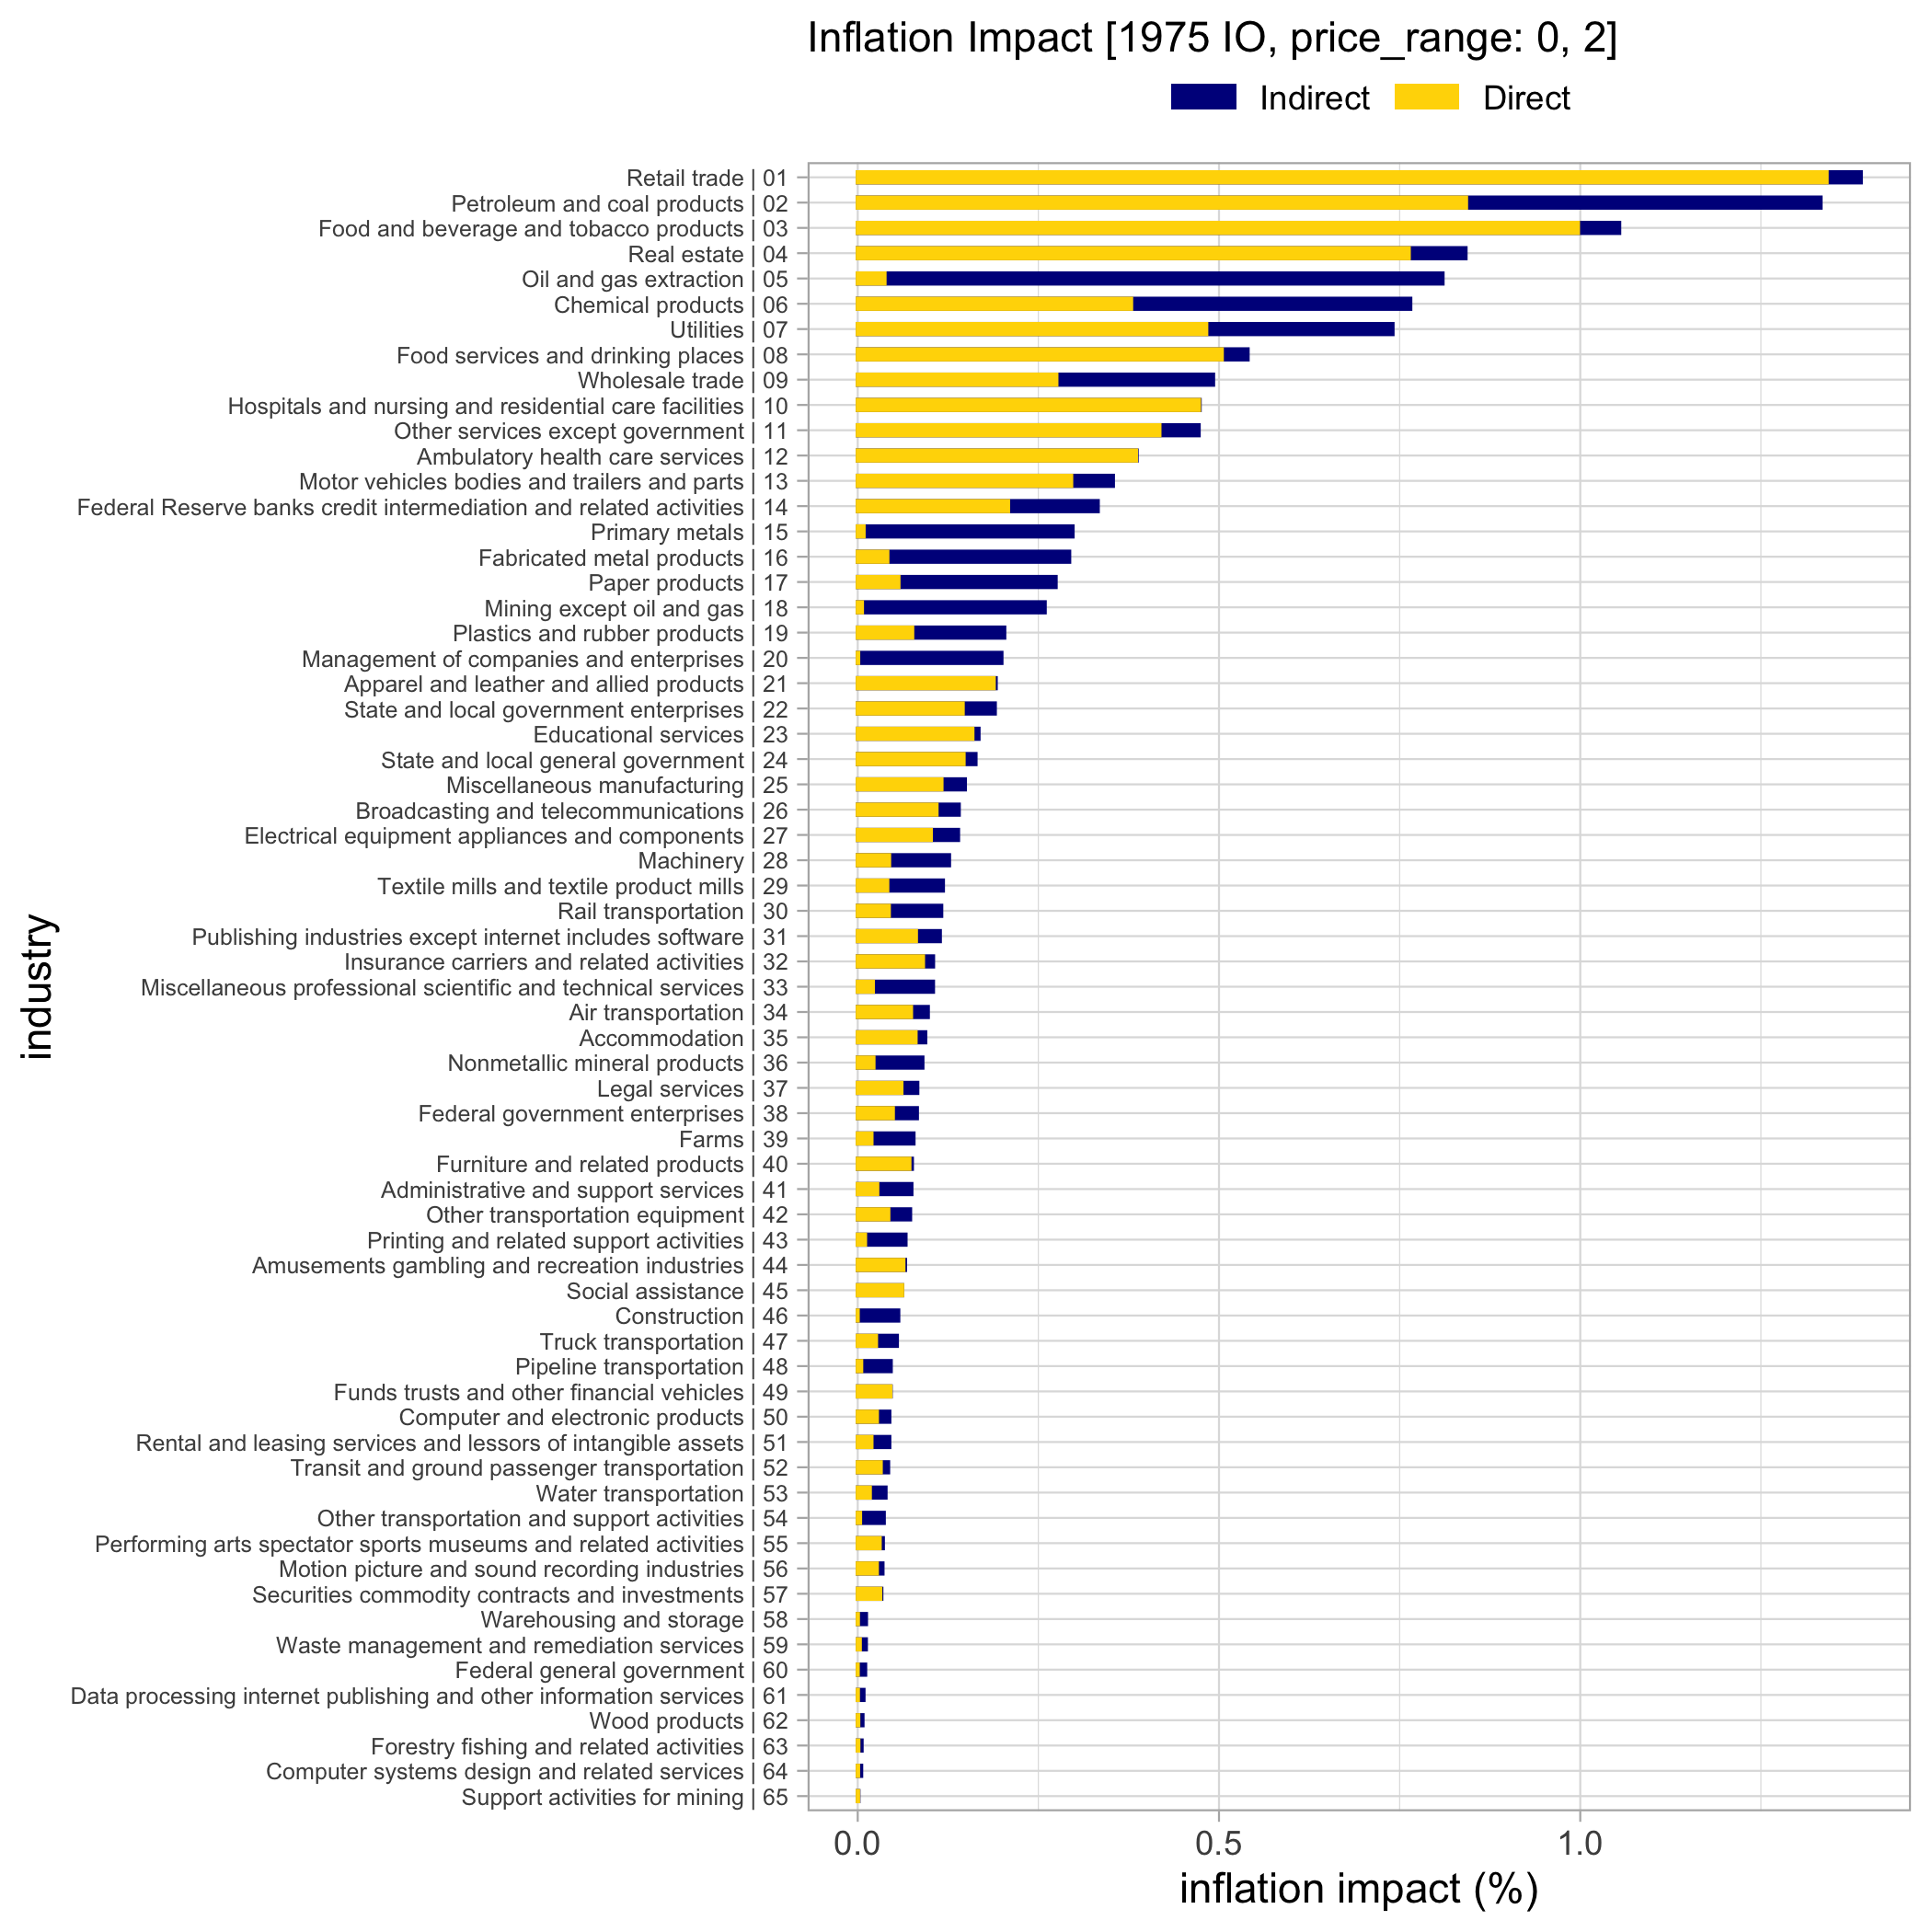 Inflation Impact [1975 IO, price_range: 0, 2]
Indirect Direct
Retail trade | 01
Petroleum and coal products | 02
Food and beverage and tobacco products | 03
Real estate | 04
Oil and gas extraction | 05
Chemical products | 06
Utilities | 07
Food services and drinking places | 08
Wholesale trade | 09
Hospitals and nursing and residential care facilities | 10
Other services except government | 11
Ambulatory health care services | 12
Motor vehicles bodies and trailers and parts | 13
Federal Reserve banks credit intermediation and related activities | 14
Primary metals | 15
Fabricated metal products | 16
Paper products | 17
Mining except oil and gas | 18
Plastics and rubber products | 19
Management of companies and enterprises | 20
Apparel and leather and allied products | 21
State and local government enterprises | 22
Educational services | 23
State and local general government | 24
Miscellaneous manufacturing | 25
Broadcasting and telecommunications | 26
Electrical equipment appliances and components | 27
Machinery | 28
Textile mills and textile product mills | 29
Rail transportation | 30
Publishing industries except internet includes software | 31
Insurance carriers and related activities | 32
Miscellaneous professional scientific and technical services | 33
Air transportation | 34
Accommodation | 35
Nonmetallic mineral products | 36
Legal services | 37
Federal government enterprises | 38
Farms | 39
Furniture and related products | 40
Administrative and support services | 41
Other transportation equipment | 42
Printing and related support activities | 43
Amusements gambling and recreation industries | 44
Social assistance | 45
Construction | 46
Truck transportation | 47
Pipeline transportation | 48
Funds trusts and other financial vehicles | 49
Computer and electronic products | 50
Rental and leasing services and lessors of intangible assets | 51
Transit and ground passenger transportation | 52
Water transportation | 53
Other transportation and support activities | 54
Performing arts spectator sports museums and related activities | 55
Motion picture and sound recording industries | 56
Securities commodity contracts and investments | 57
Warehousing and storage | 58
Waste management and remediation services | 59
Federal general government | 60
Data processing internet publishing and other information services | 61
Wood products | 62
Forestry fishing and related activities | 63
Computer systems design and related services | 64
Support activities for mining | 65
industry
0.0 0.5 1.0
inflation impact (%)